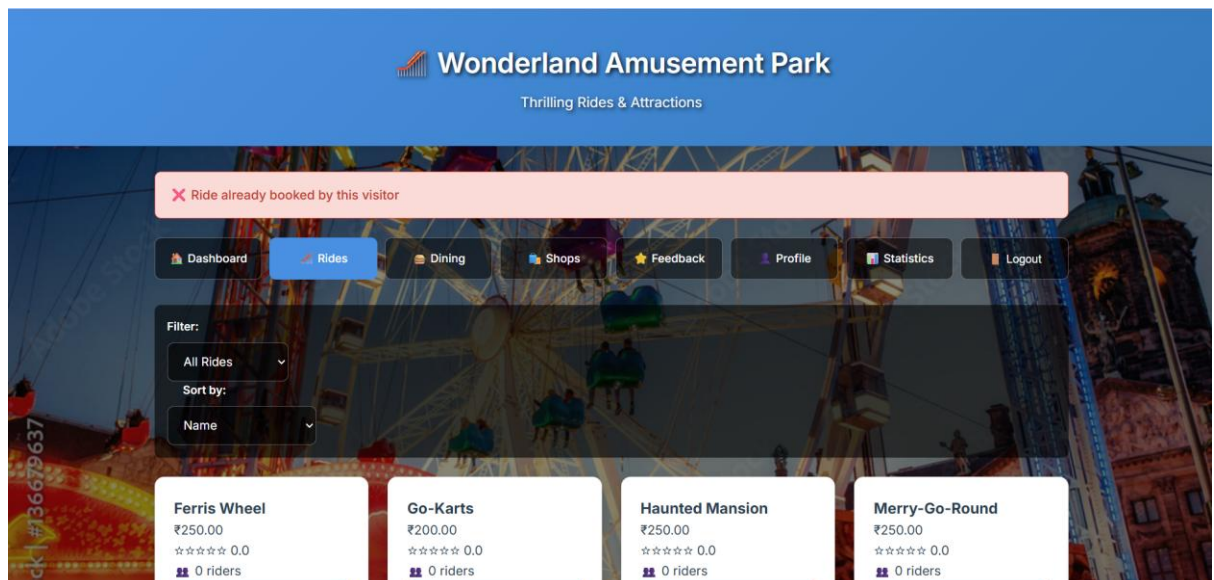 Wonderland Amusement Park
Thrilling Rides & Attractions
❌ Ride already booked by this visitor
Dashboard
Rides
Dining
Shops
Feedback
Profile
Statistics
Logout
Filter:
All Rides
Sort by:
Name
Ferris Wheel
₹250.00
☆☆☆☆☆ 0.0
0 riders
Go-Karts
₹200.00
☆☆☆☆☆ 0.0
0 riders
Haunted Mansion
₹250.00
☆☆☆☆☆ 0.0
0 riders
Merry-Go-Round
₹250.00
☆☆☆☆☆ 0.0
0 riders
ck | #136679637